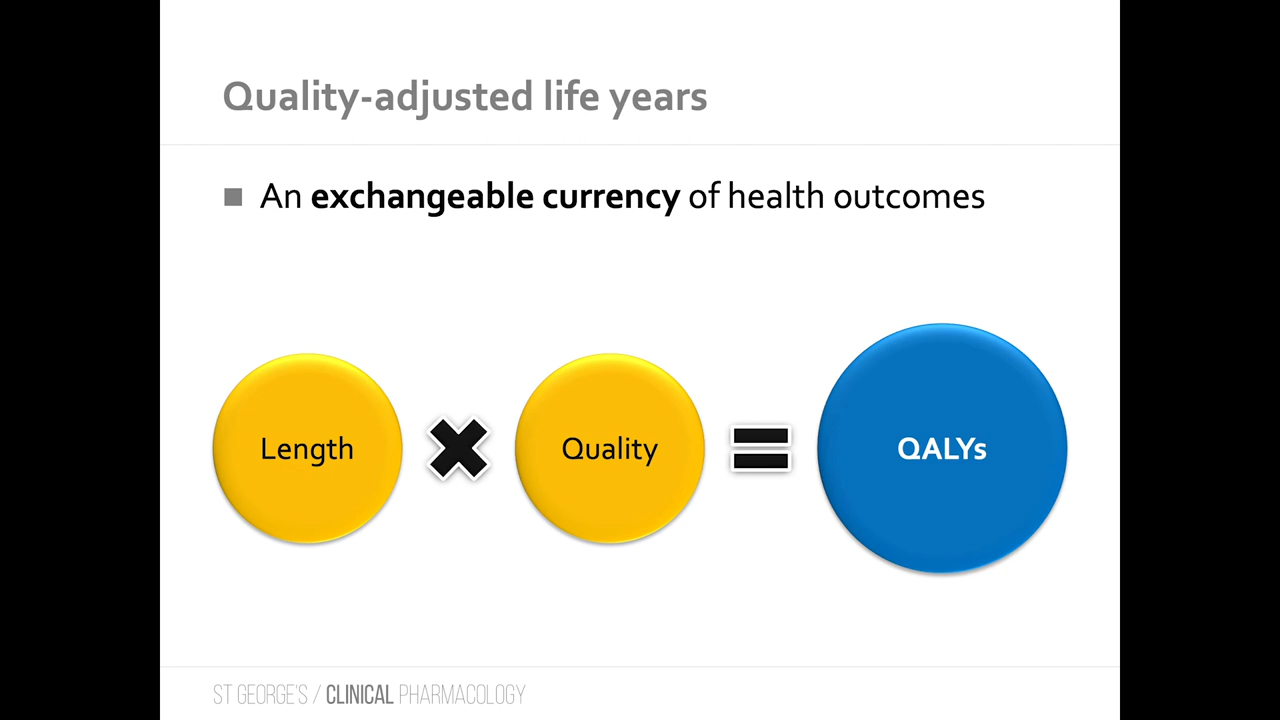 Quality-adjusted life years
An exchangeable currency of health outcomes
Length
Quality
QALYs
ST GEORGE'S / CLINICAL PHARMACOLOGY